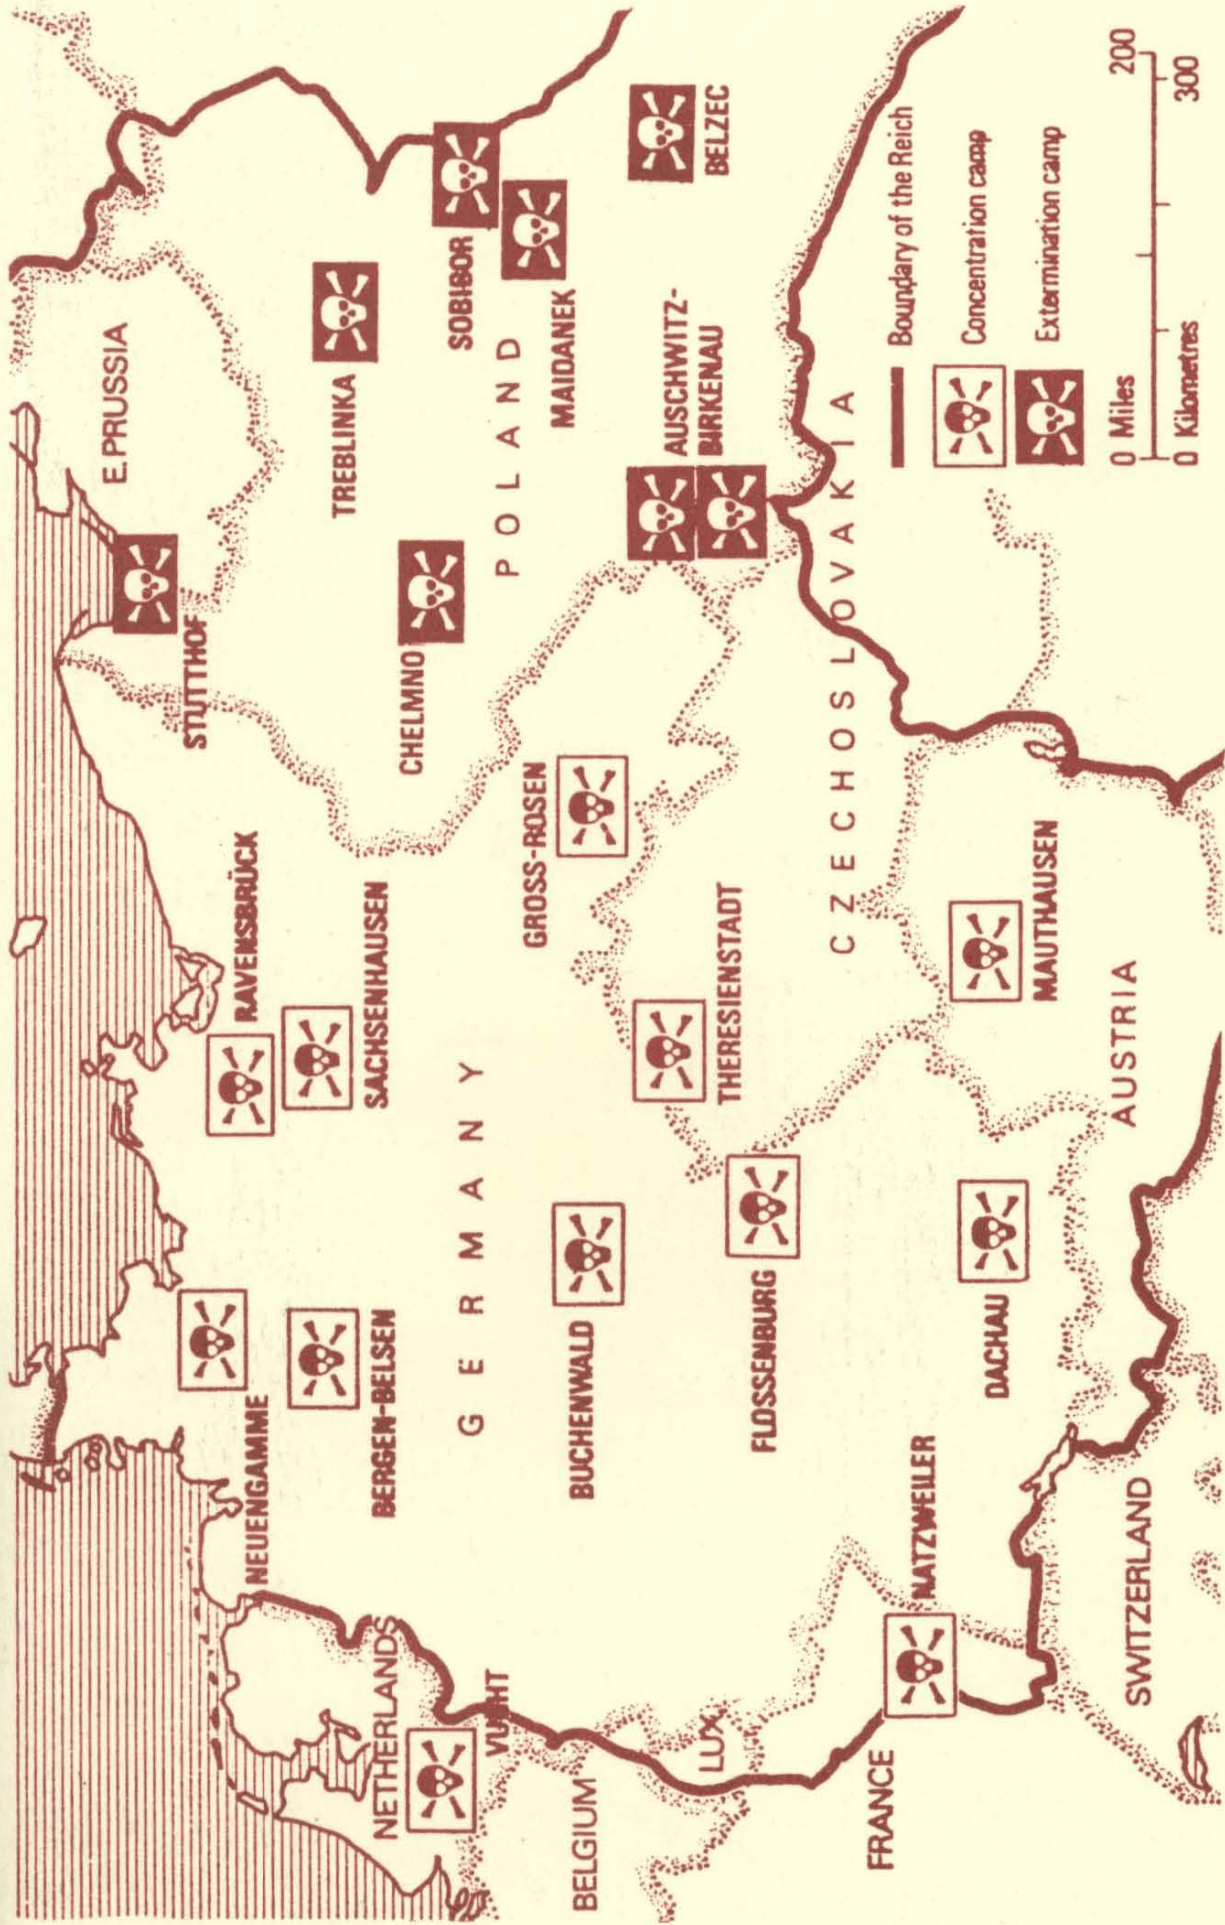 E.PRUSSIA
STUTTHOF
RAVENSBRÜCK
NEUENGAMME
SACHSENHAUSEN
BERGEN-BELSEN
NETHERLANDS
VUGHT
TREBLINKA
SOBIBOR
CHELMNO
POLAND
MAIDANEK
BELZEC
GERMANY
GROSS-ROSEN
BUCHENWALD
AUSCHWITZ-
BIRKENAU
THERESIENSTADT
FLOSSENBURG
BELGIUM
LUX.
CZECHOSLOVAKIA
FRANCE
NATZWEILER
DACHAU
MAUTHAUSEN
AUSTRIA
SWITZERLAND
Boundary of the Reich
Concentration camp
Extermination camp
0 Miles 200
0 Kilometres 300